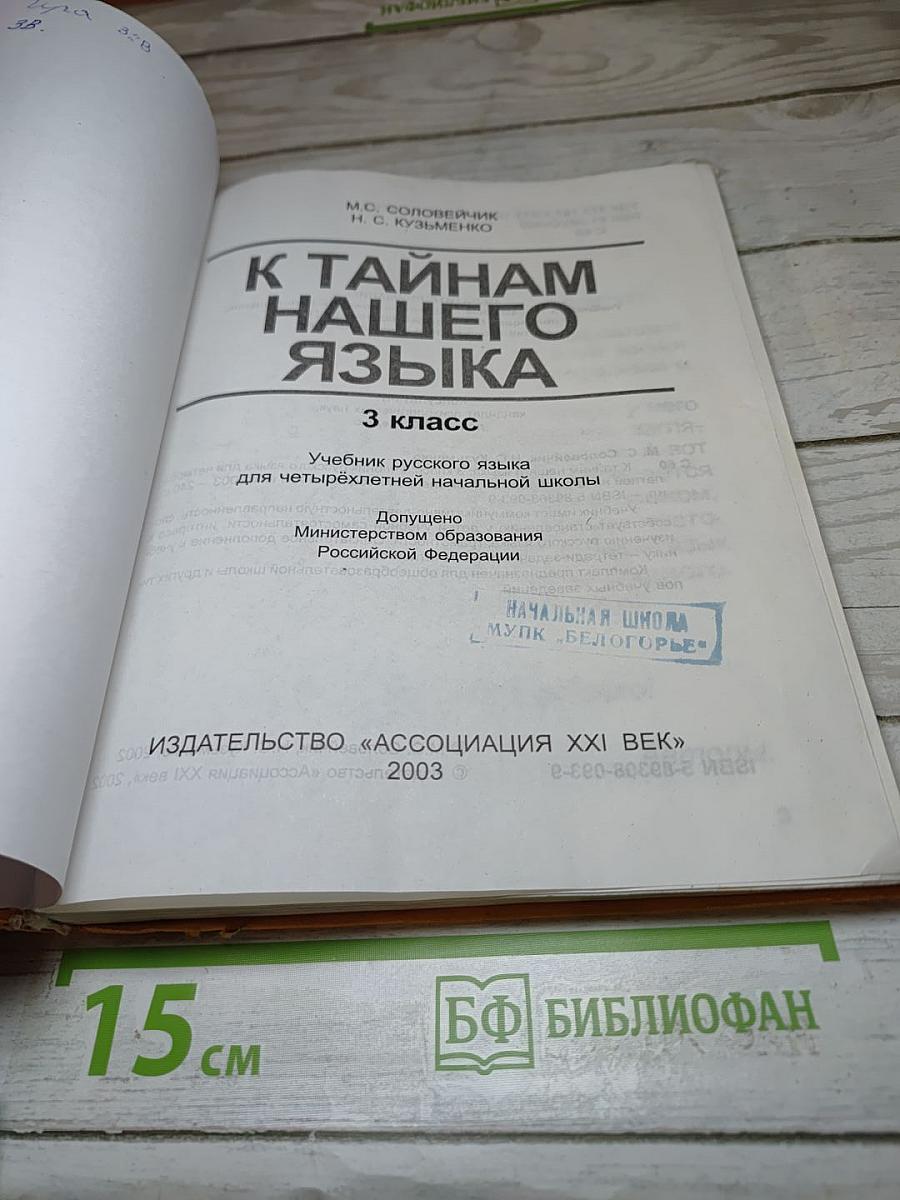 3В.
М.С. СОЛОВЕЙЧИК
Н. С. КУЗЬМЕНКО
К ТАЙНАМ
НАШЕГО
ЯЗЫКА
3 класс
Учебник русского языка
для четырёхлетней начальной школы
Допущено
Министерством образования
Российской Федерации
НАЧАЛЬНАЯ ШКОЛА
МУПК „БЕЛОГОРЬЕ"
ИЗДАТЕЛЬСТВО «АССОЦИАЦИЯ XXI ВЕК»
2003
15 см
БФ БИБЛИОФАН